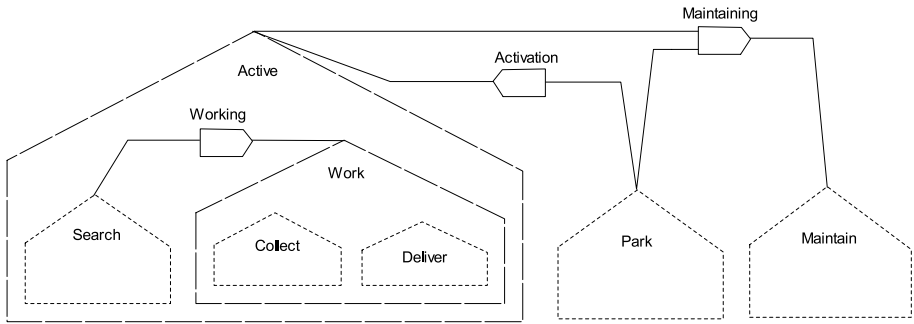 Maintaining
Activation
Active
Working
Work
Search
Collect
Deliver
Park
Maintain